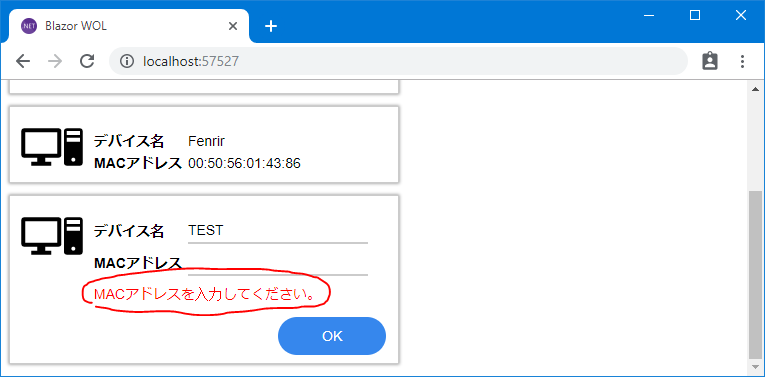 NET Blazor WOL
localhost:57527
デバイス名 Fenrir
MACアドレス 00:50:56:01:43:86
デバイス名 TEST
MACアドレス
MACアドレスを入力してください。
OK